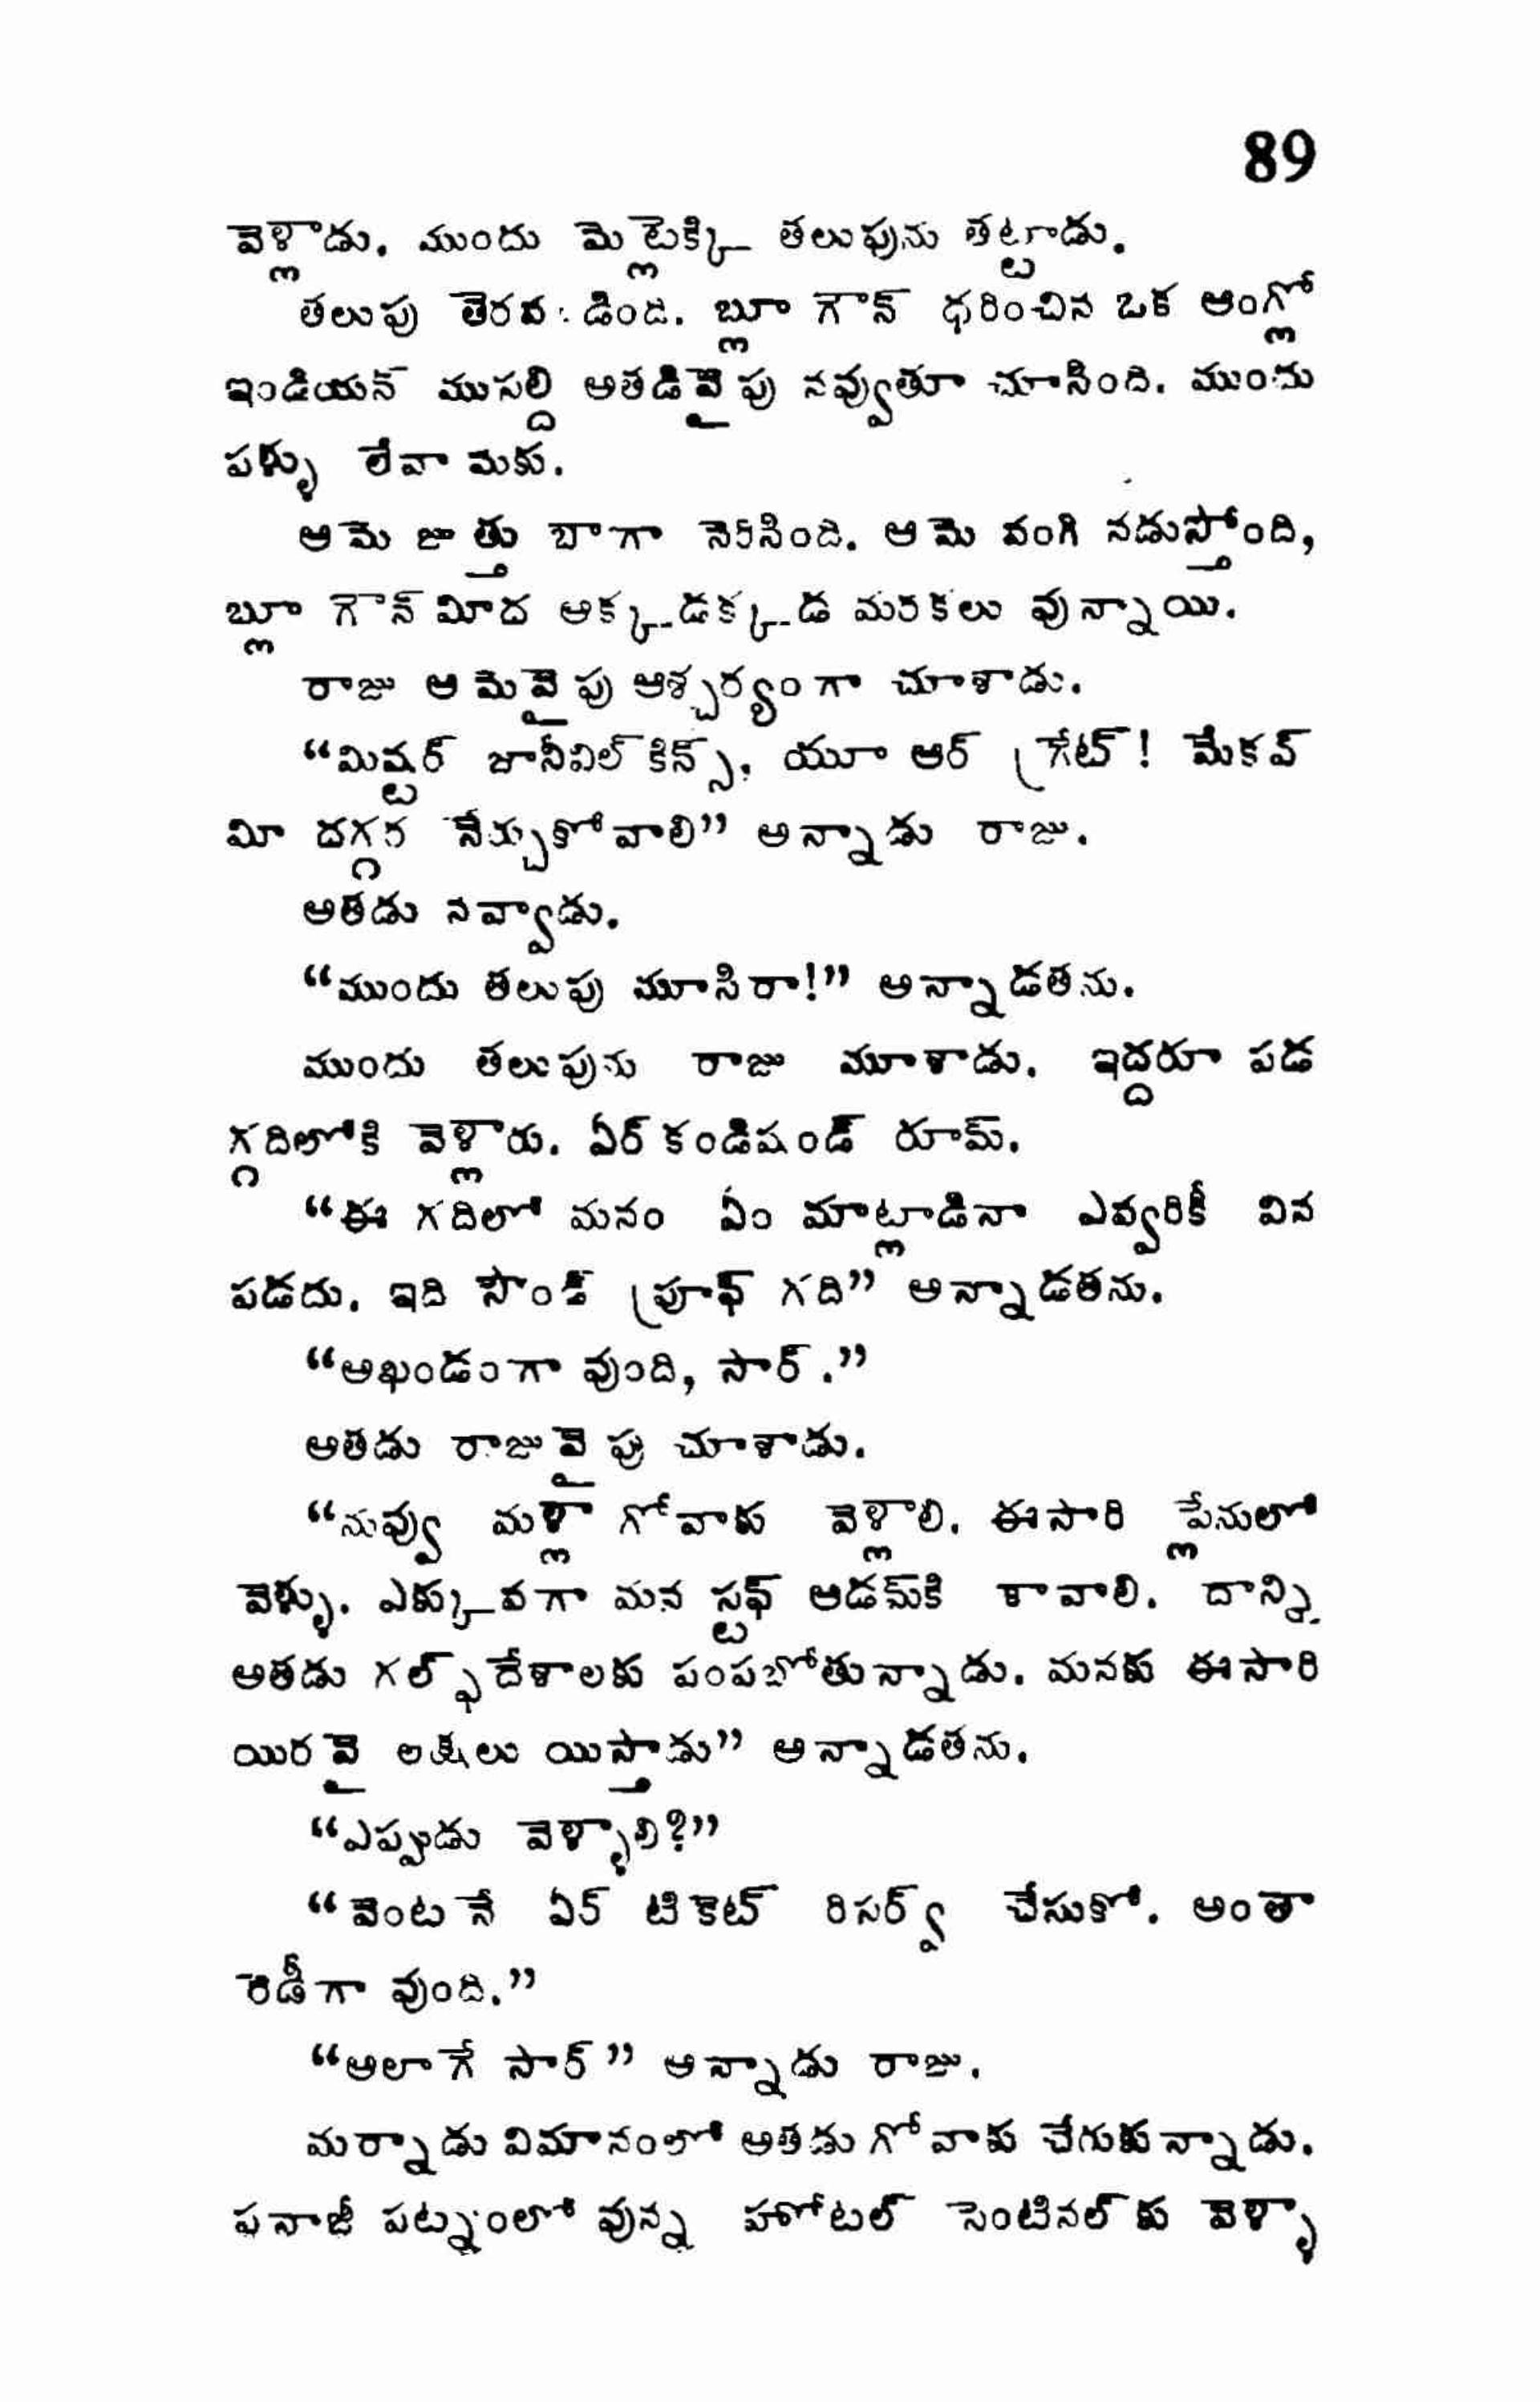 89
వెళ్లాడు. ముందు మెట్లెక్కి తలుపును తట్టాడు.
తలుపు తెరవబడింది. బ్లూ గౌన్ ధరించిన ఒక ఆంగ్లో
ఇండియన్ ముసల్ది అతడివైపు నవ్వుతూ చూసింది. ముందు
పళ్ళు లేవామెకు.
ఆమె జుత్తు బాగా నెరిసింది. ఆమె వంగి నడుస్తోంది,
బ్లూ గౌన్‌మీద అక్కడక్కడ మరకలు వున్నాయి.
రాజు ఆమెవైపు ఆశ్చర్యంగా చూశాడు.
“మిష్టర్ జానీవిల్‌కిన్స్, యూ ఆర్ గ్రేట్! మేకవ్
మీ దగ్గర నేర్చుకోవాలి” అన్నాడు రాజు.
అతడు నవ్వాడు.
“ముందు తలుపు మూసిరా!” అన్నాడతను.
ముందు తలుపును రాజు మూశాడు. ఇద్దరూ పడ
గ్గదిలోకి వెళ్లారు. ఏర్ కండిషండ్ రూమ్.
“ఈ గదిలో మనం ఏం మాట్లాడినా ఎవ్వరికీ విన
పడదు. ఇది సౌండ్ ప్రూఫ్ గది” అన్నాడతను.
“అఖండంగా వుంది, సార్.”
అతడు రాజువైపు చూశాడు.
“నువ్వు మళ్లా గోవాకు వెళ్లాలి. ఈసారి ప్లేనులో
వెళ్ళు. ఎక్కువగా మన స్టఫ్ ఆడమ్‌కి కావాలి. దాన్ని
అతడు గల్ఫ్‌దేశాలకు పంపబోతున్నాడు. మనకు ఈసారి
యిరవై లక్షలు యిస్తాడు” అన్నాడతను.
“ఎప్పుడు వెళ్ళాలి?”
“వెంటనే ఏర్ టికెట్ రిసర్వ్ చేసుకో. అంతా
రెడీగా వుంది.”
“అలాగే సార్” అన్నాడు రాజు.
మర్నాడు విమానంలో అతడు గోవాకు చేరుకున్నాడు.
పనాజీ పట్నంలో వున్న హోటల్ సెంటినల్‌కు వెళ్ళా